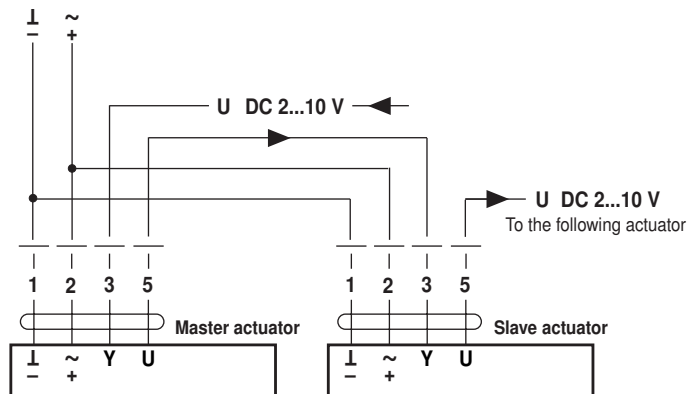 ⊥ ~
– +
U DC 2...10 V
U DC 2...10 V
To the following actuator
1 2 3 5
1 2 3 5
Master actuator
Slave actuator
⊥ ~ Y U
– +
⊥ ~ Y U
– +